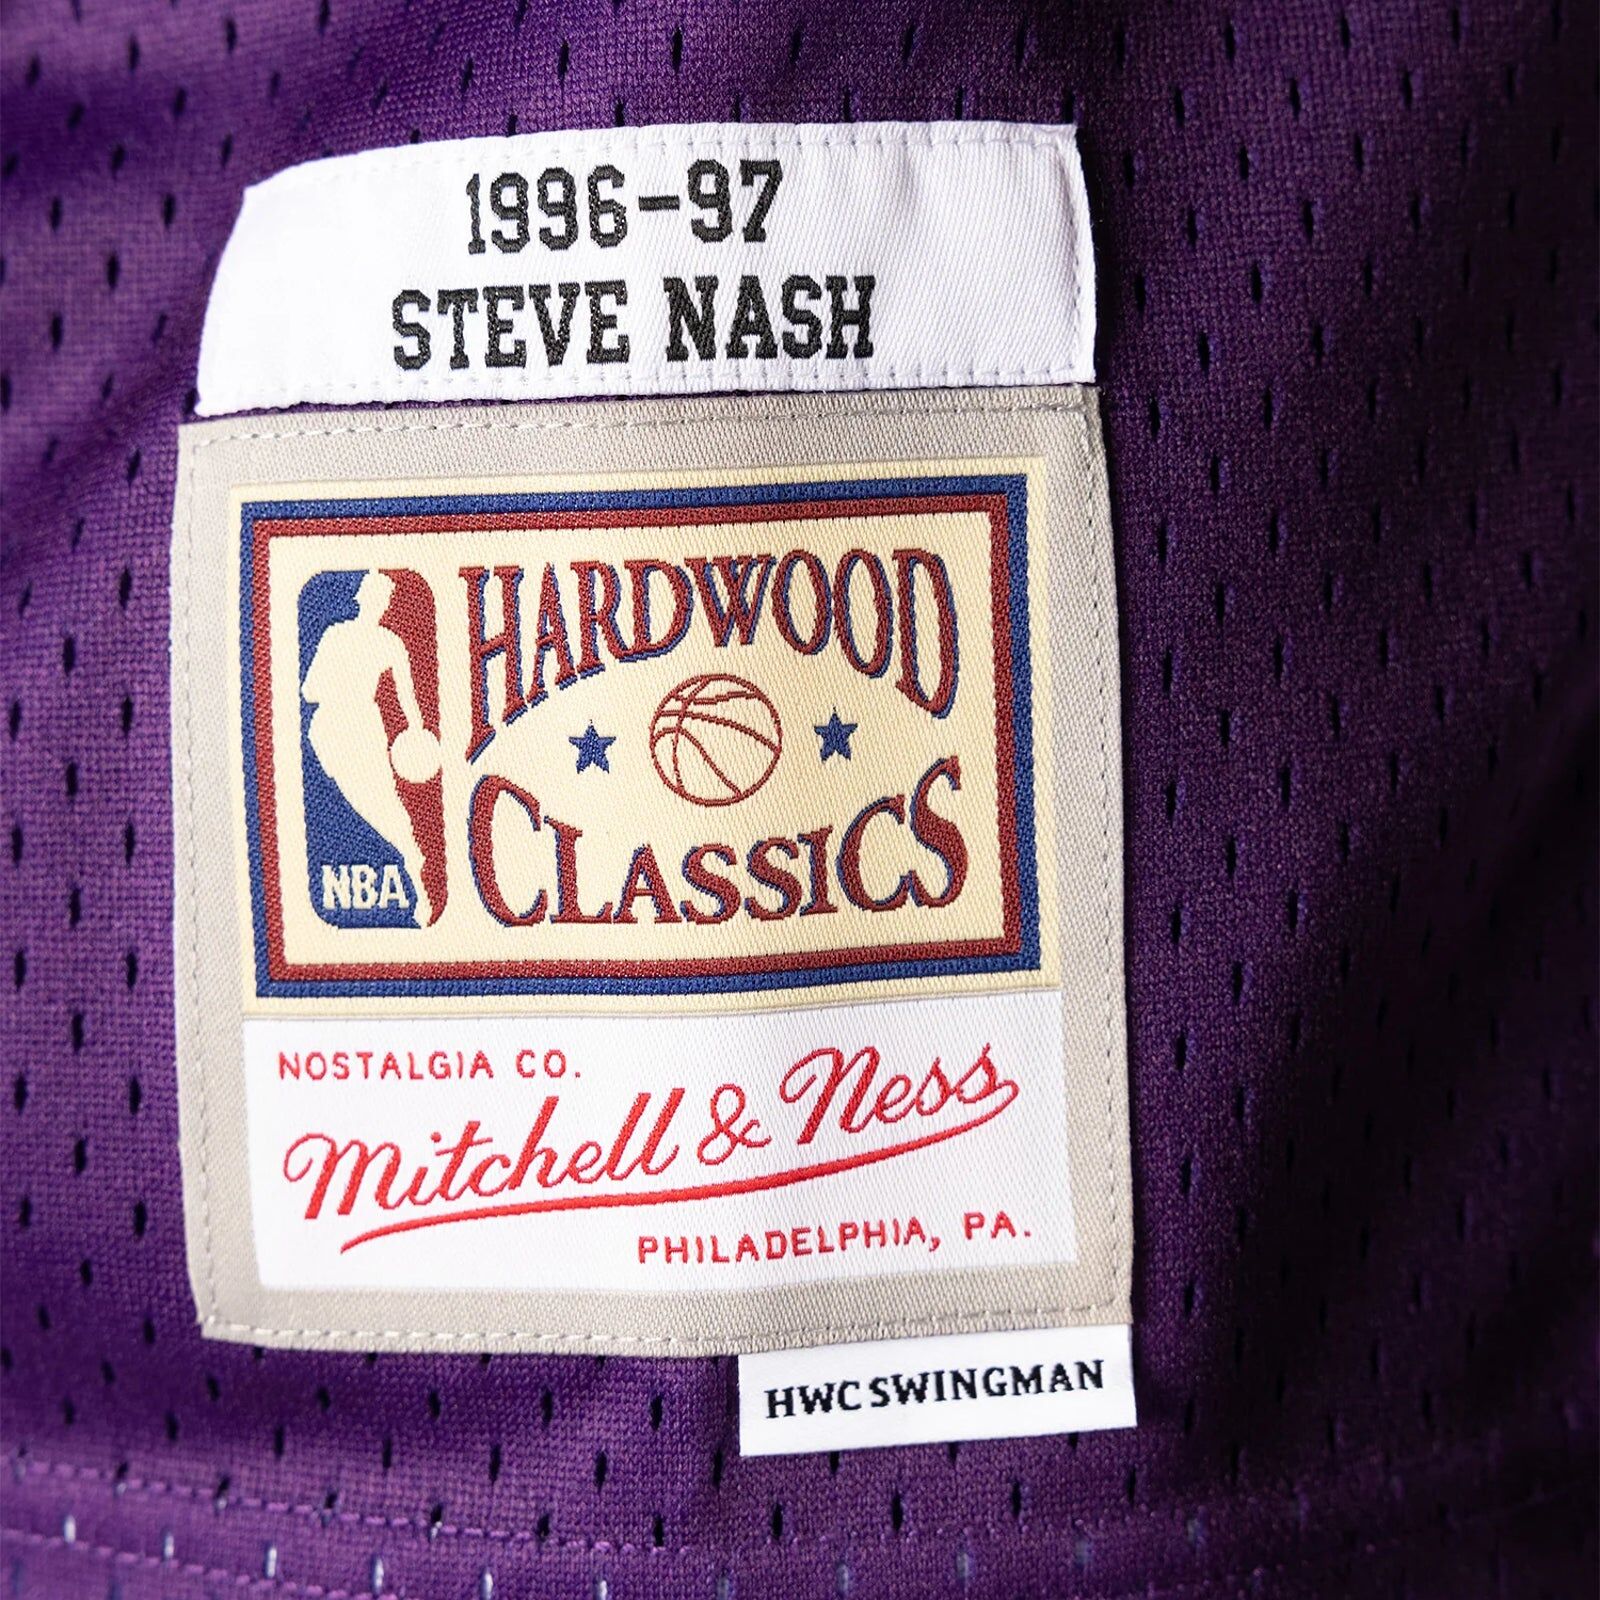 1996-97
STEVE NASH
HARDWOOD
CLASSICS
NBA
NOSTALGIA CO.
Mitchell & Ness
PHILADELPHIA, PA.
HWC SWINGMAN